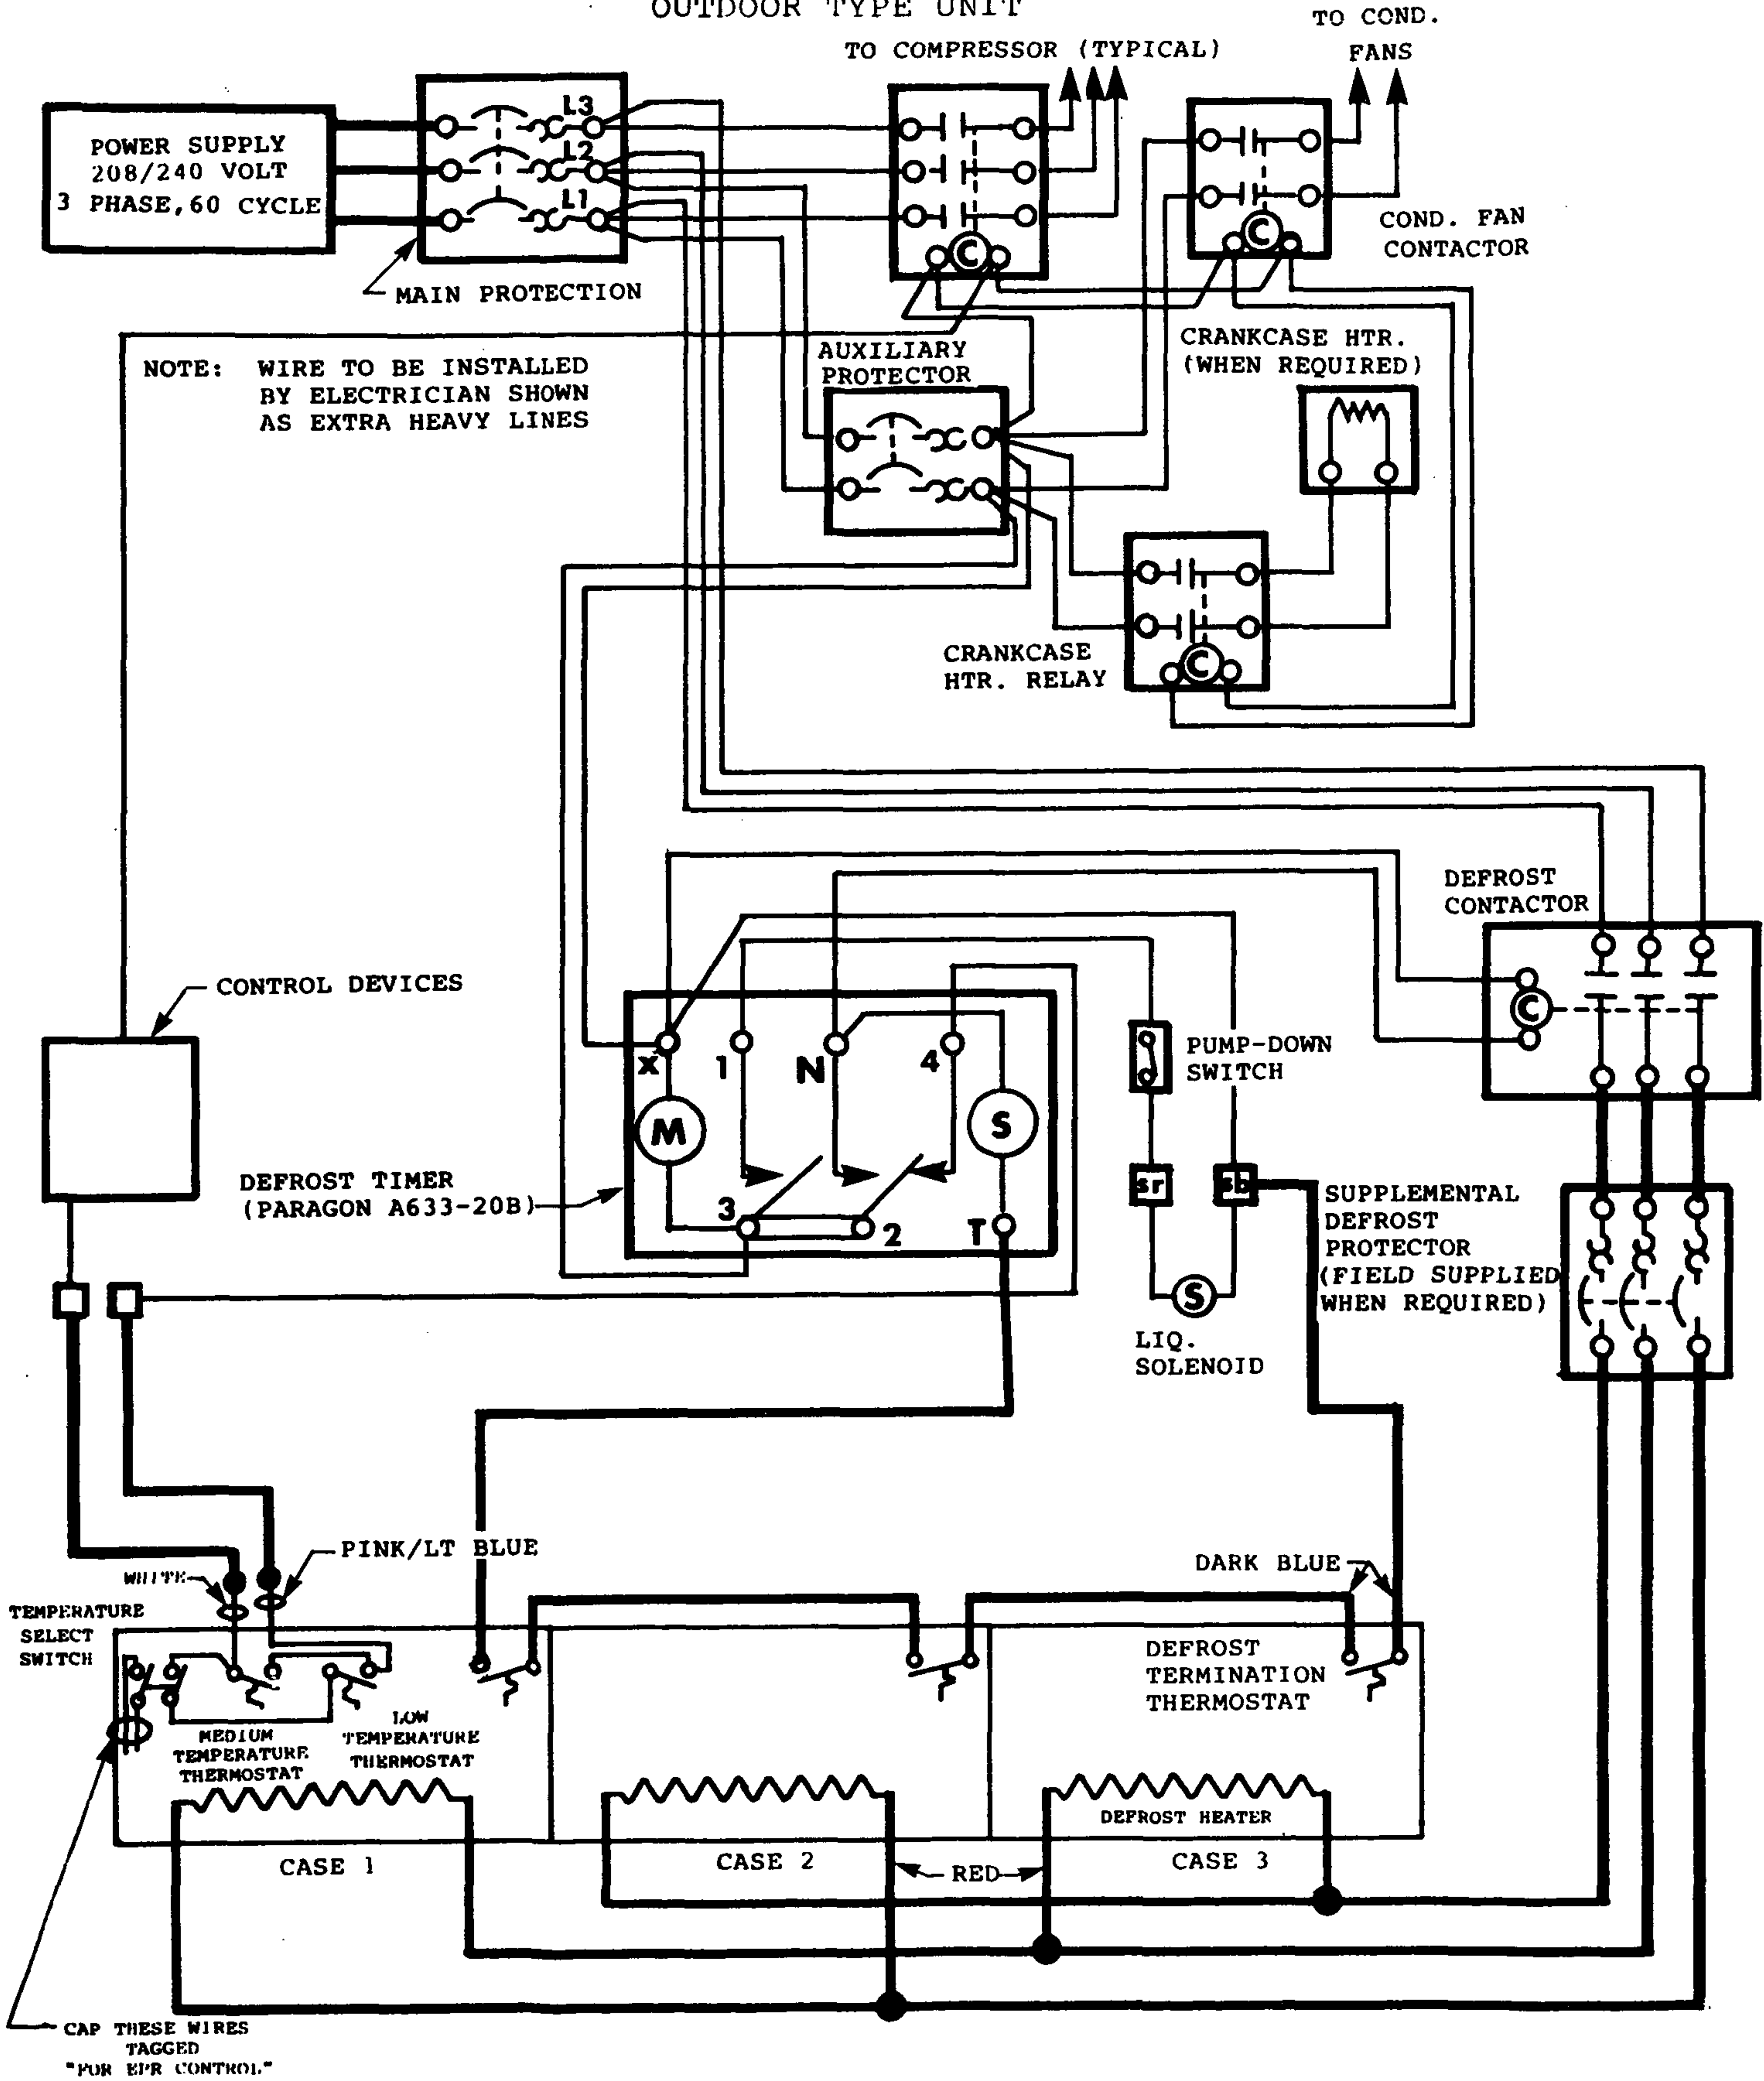 OUTDOOR TYPE UNIT
TO COMPRESSOR (TYPICAL)
TO COND.
FANS
POWER SUPPLY
208/240 VOLT
3 PHASE, 60 CYCLE
L3
L2
L1
C
C
COND. FAN
CONTACTOR
MAIN PROTECTION
NOTE: WIRE TO BE INSTALLED
BY ELECTRICIAN SHOWN
AS EXTRA HEAVY LINES
AUXILIARY
PROTECTOR
CRANKCASE HTR.
(WHEN REQUIRED)
CRANKCASE
HTR. RELAY
C
DEFROST
CONTACTOR
C
CONTROL DEVICES
X
1
N
4
M
S
3
2
T
DEFROST TIMER
(PARAGON A633-20B)
PUMP-DOWN
SWITCH
sr
sb
S
LIQ.
SOLENOID
SUPPLEMENTAL
DEFROST
PROTECTOR
(FIELD SUPPLIED
WHEN REQUIRED)
PINK/LT BLUE
WHITE
DARK BLUE
TEMPERATURE
SELECT
SWITCH
MEDIUM
TEMPERATURE
THERMOSTAT
LOW
TEMPERATURE
THERMOSTAT
DEFROST
TERMINATION
THERMOSTAT
DEFROST HEATER
CASE 1
CASE 2
RED
CASE 3
CAP THESE WIRES
TAGGED
"FOR EPR CONTROL"